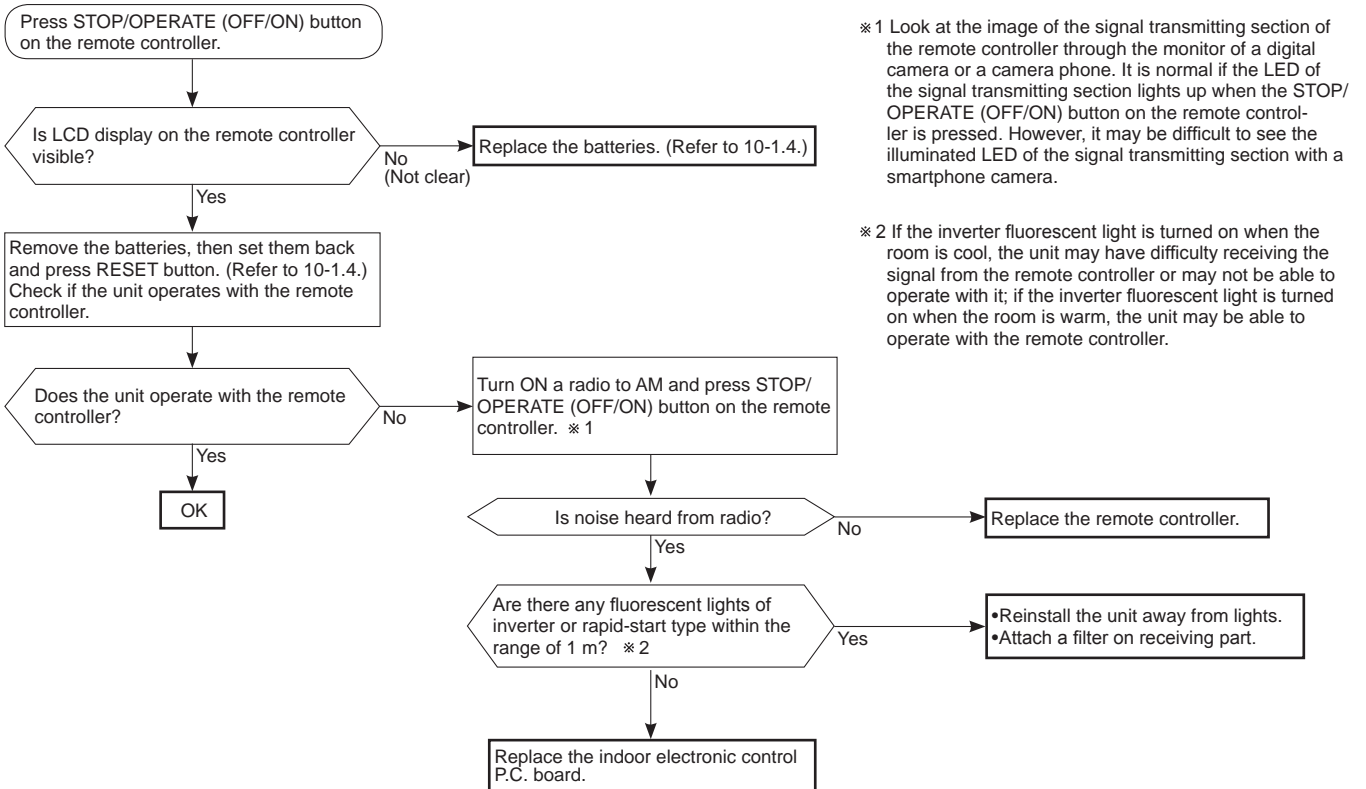 Press STOP/OPERATE (OFF/ON) button
on the remote controller.
Is LCD display on the remote controller
visible?
No
(Not clear)
Replace the batteries. (Refer to 10-1.4.)
Yes
Remove the batteries, then set them back
and press RESET button. (Refer to 10-1.4.)
Check if the unit operates with the remote
controller.
Does the unit operate with the remote
controller?
No
Yes
OK
Turn ON a radio to AM and press STOP/
OPERATE (OFF/ON) button on the remote
controller. ※1
Is noise heard from radio?
No
Replace the remote controller.
Yes
Are there any fluorescent lights of
inverter or rapid-start type within the
range of 1 m? ※2
Yes
•Reinstall the unit away from lights.
•Attach a filter on receiving part.
No
Replace the indoor electronic control
P.C. board.
※1 Look at the image of the signal transmitting section of
the remote controller through the monitor of a digital
camera or a camera phone. It is normal if the LED of
the signal transmitting section lights up when the STOP/
OPERATE (OFF/ON) button on the remote control-
ler is pressed. However, it may be difficult to see the
illuminated LED of the signal transmitting section with a
smartphone camera.
※2 If the inverter fluorescent light is turned on when the
room is cool, the unit may have difficulty receiving the
signal from the remote controller or may not be able to
operate with it; if the inverter fluorescent light is turned
on when the room is warm, the unit may be able to
operate with the remote controller.